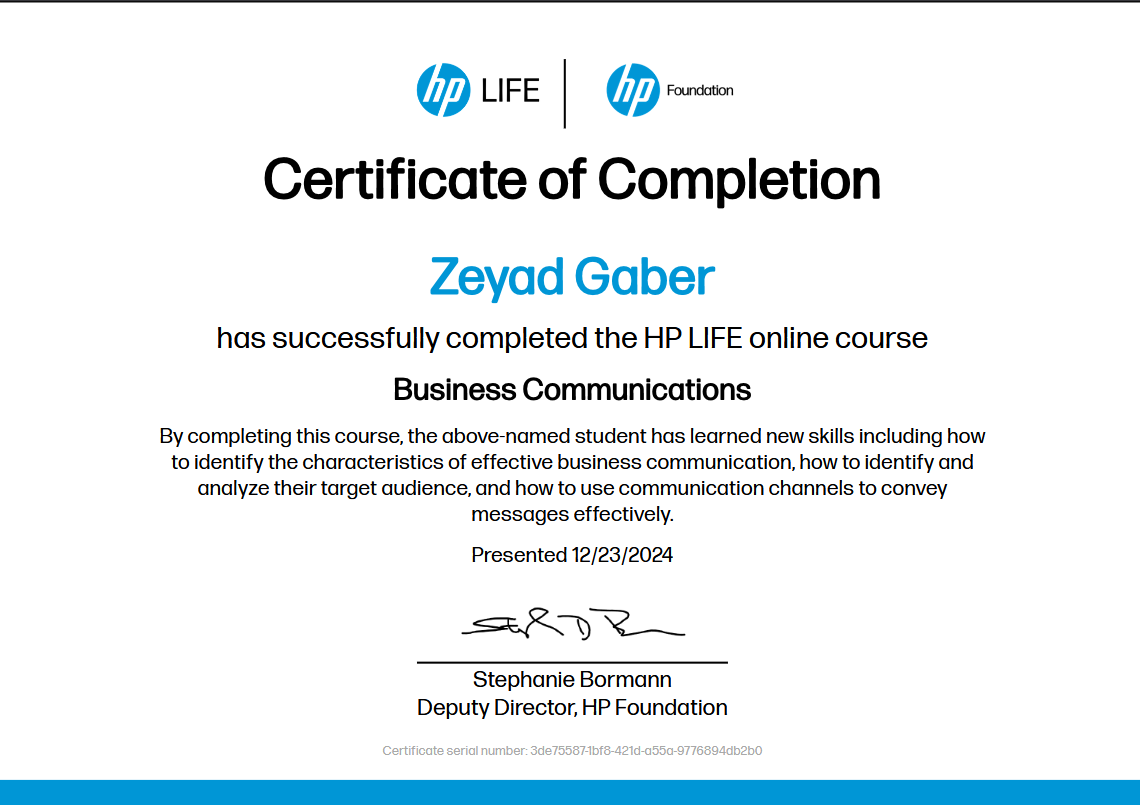 hp LIFE
hp Foundation
Certificate of Completion
Zeyad Gaber
has successfully completed the HP LIFE online course
Business Communications
By completing this course, the above-named student has learned new skills including how
to identify the characteristics of effective business communication, how to identify and
analyze their target audience, and how to use communication channels to convey
messages effectively.
Presented 12/23/2024
Stephanie Bormann
Deputy Director, HP Foundation
Certificate serial number: 3de75587-1bf8-421d-a55a-9776894db2b0